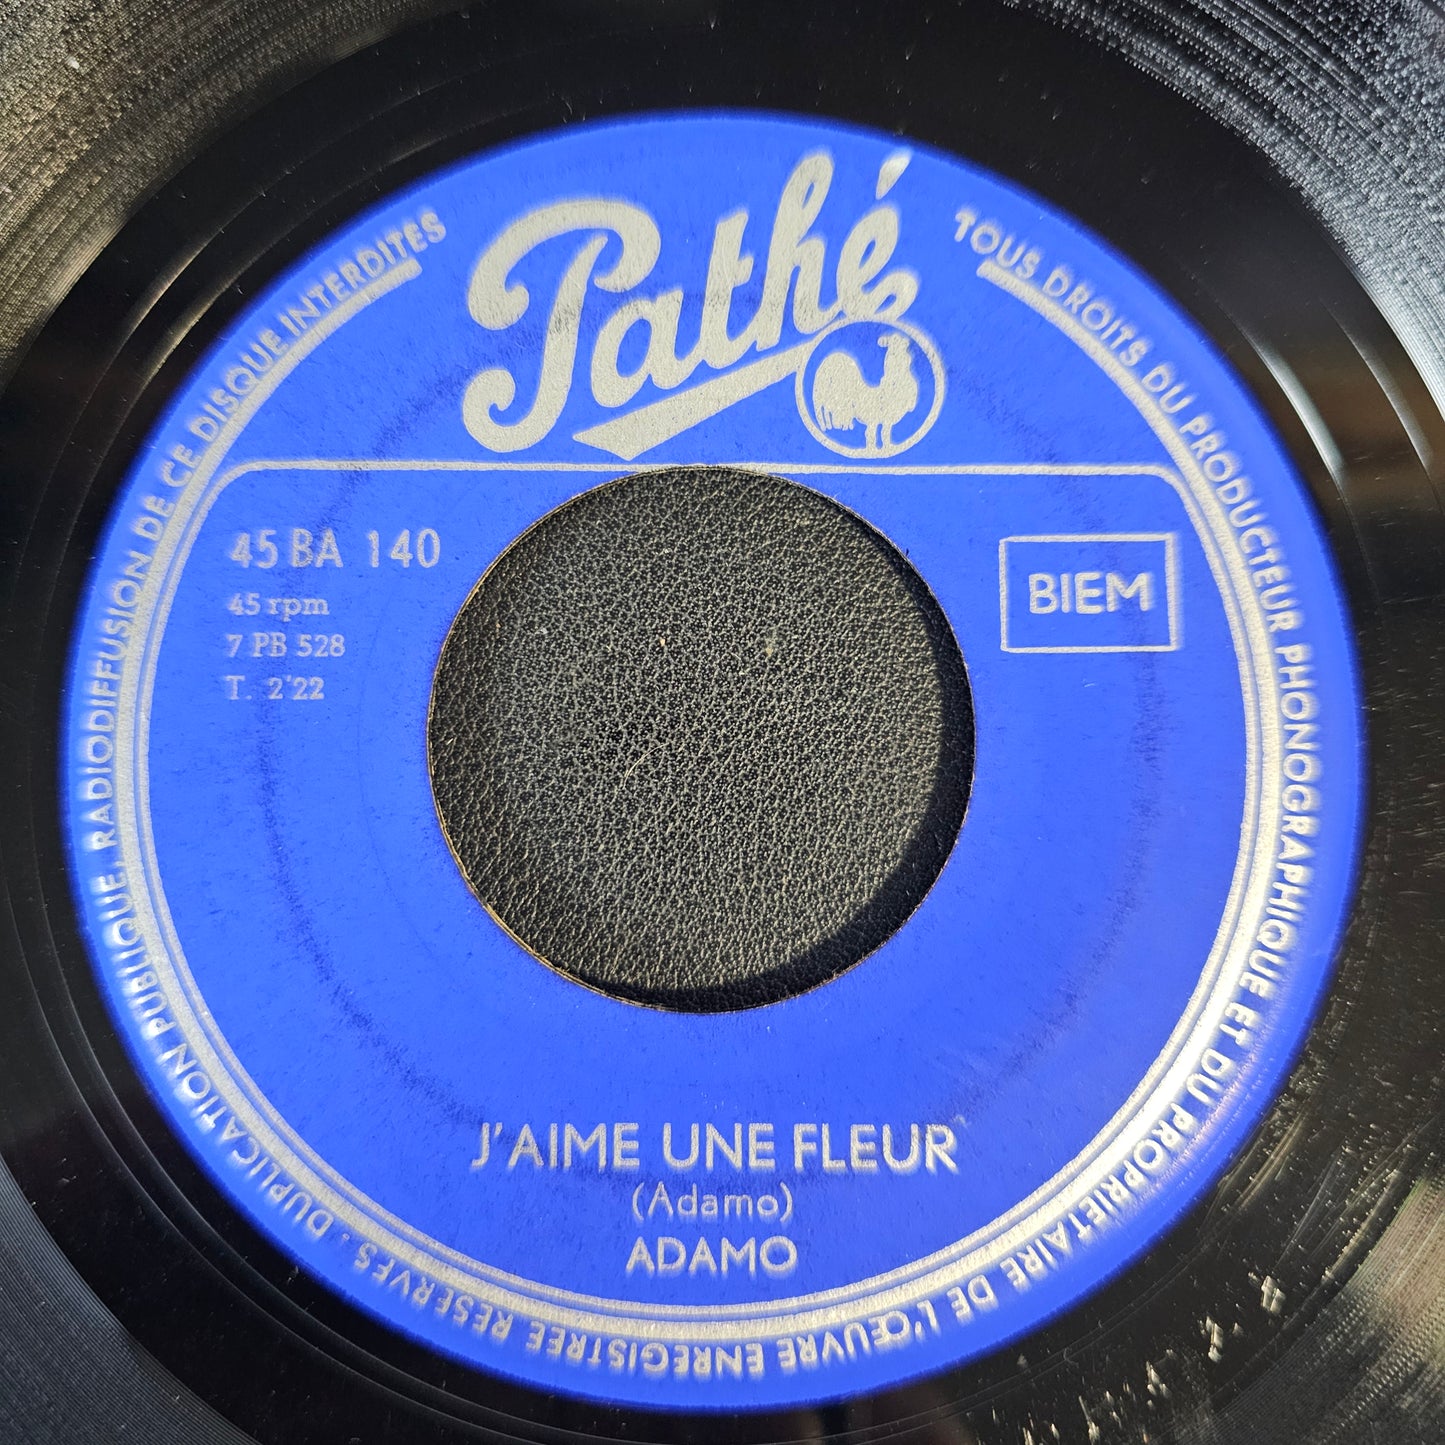 Pathé
TOUS DROITS DU PRODUCTEUR PHONOGRAPHIQUE ET DU PROPRIETAIRE DE L'ŒUVRE ENREGISTREE RESERVES. DUPLICATION PUBLIQUE, RADIODIFFUSION DE CE DISQUE INTERDITES
45 BA 140
45 rpm
7 PB 528
T. 2'22
BIEM
J'AIME UNE FLEUR
(Adamo)
ADAMO